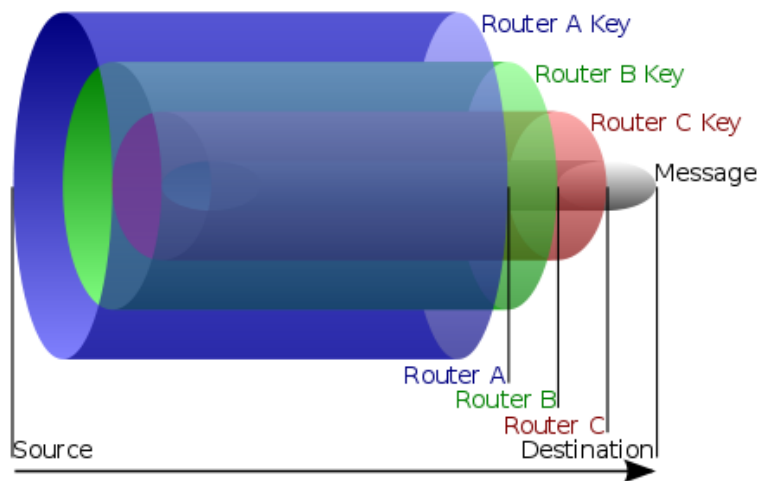 Router A Key
Router B Key
Router C Key
Message
Router A
Router B
Router C
Source
Destination